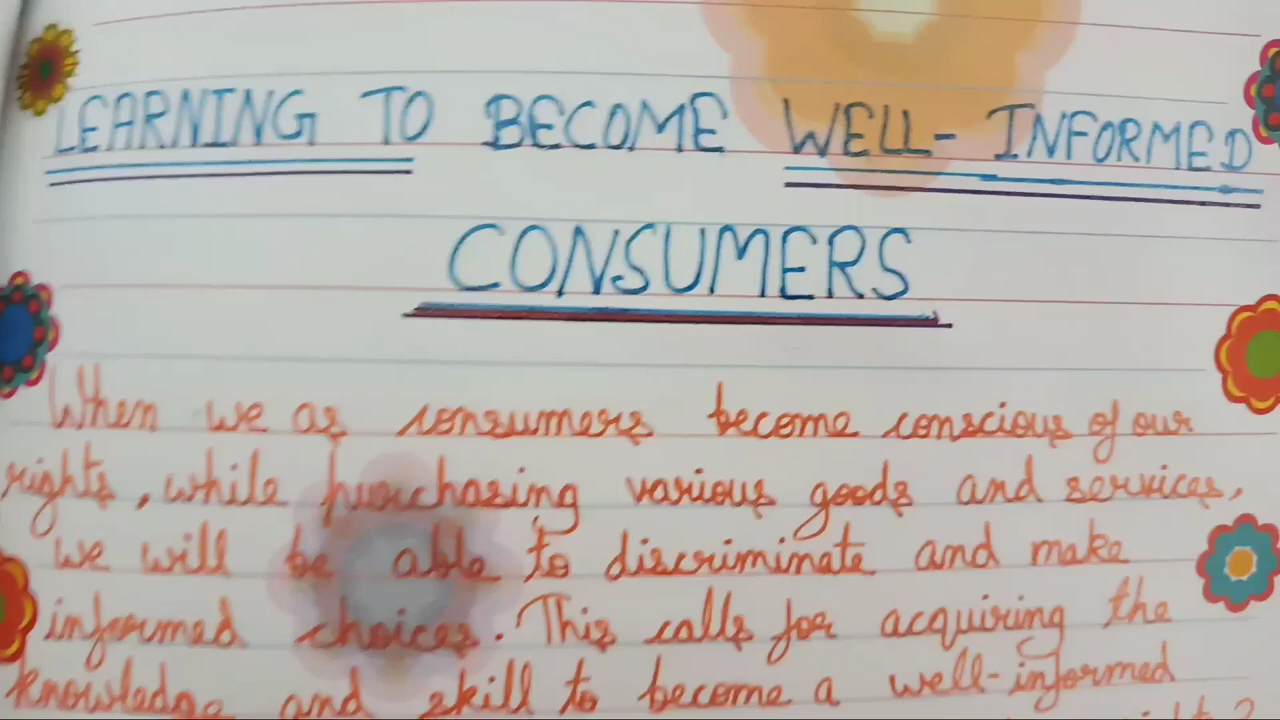 LEARNING TO BECOME WELL- INFORMED
CONSUMERS
When we as consumers become conscious of our
rights, while purchasing various goods and services,
we will be able to discriminate and make
informed choices. This calls for acquiring the
knowledge and skill to become a well-informed